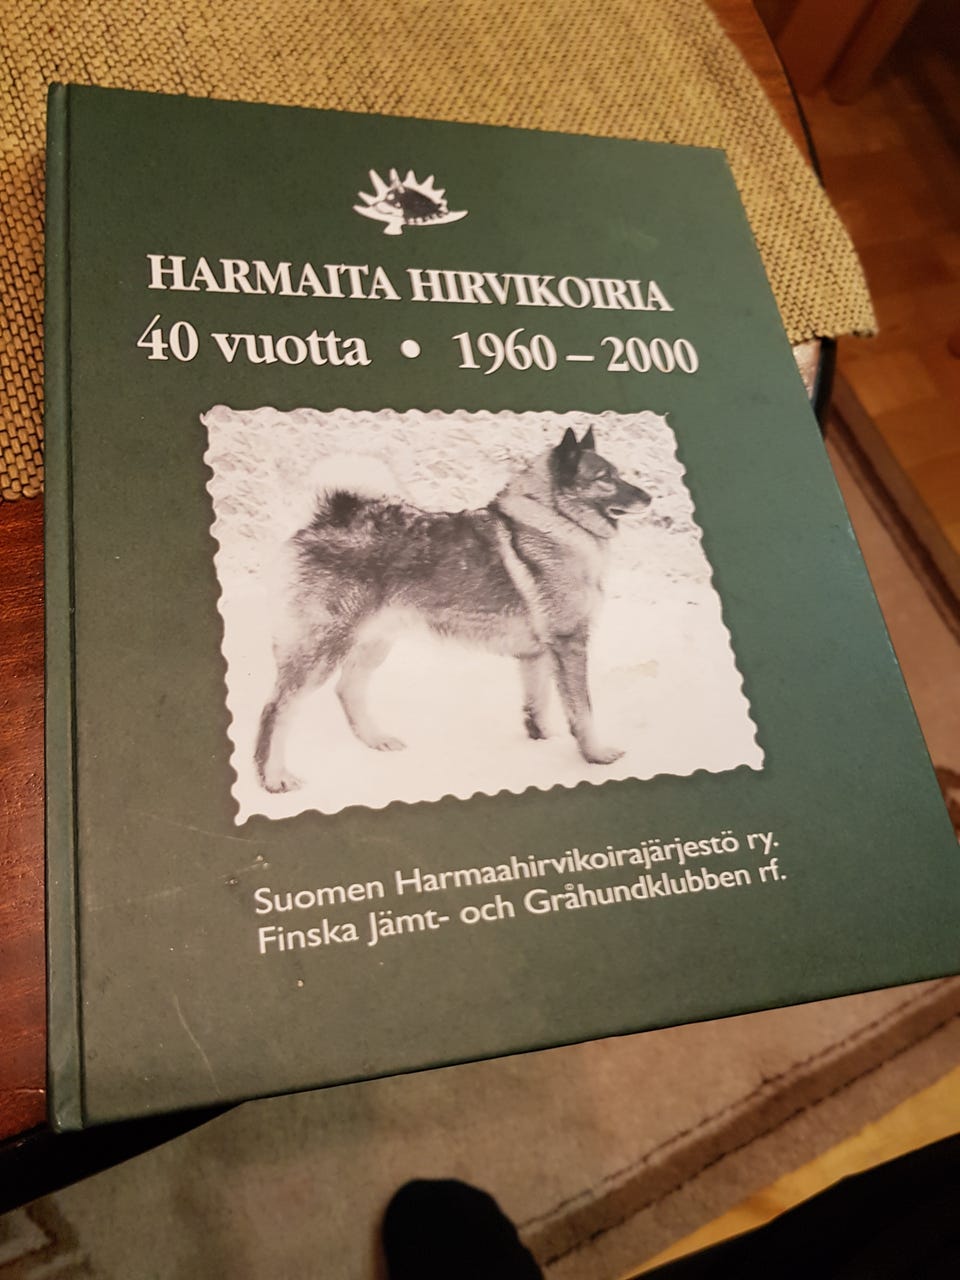 HARMAITA HIRVIKOIRIA
40 vuotta • 1960 – 2000
Suomen Harmaahirvikoirajärjestö ry.
Finska Jämt- och Gråhundklubben rf.